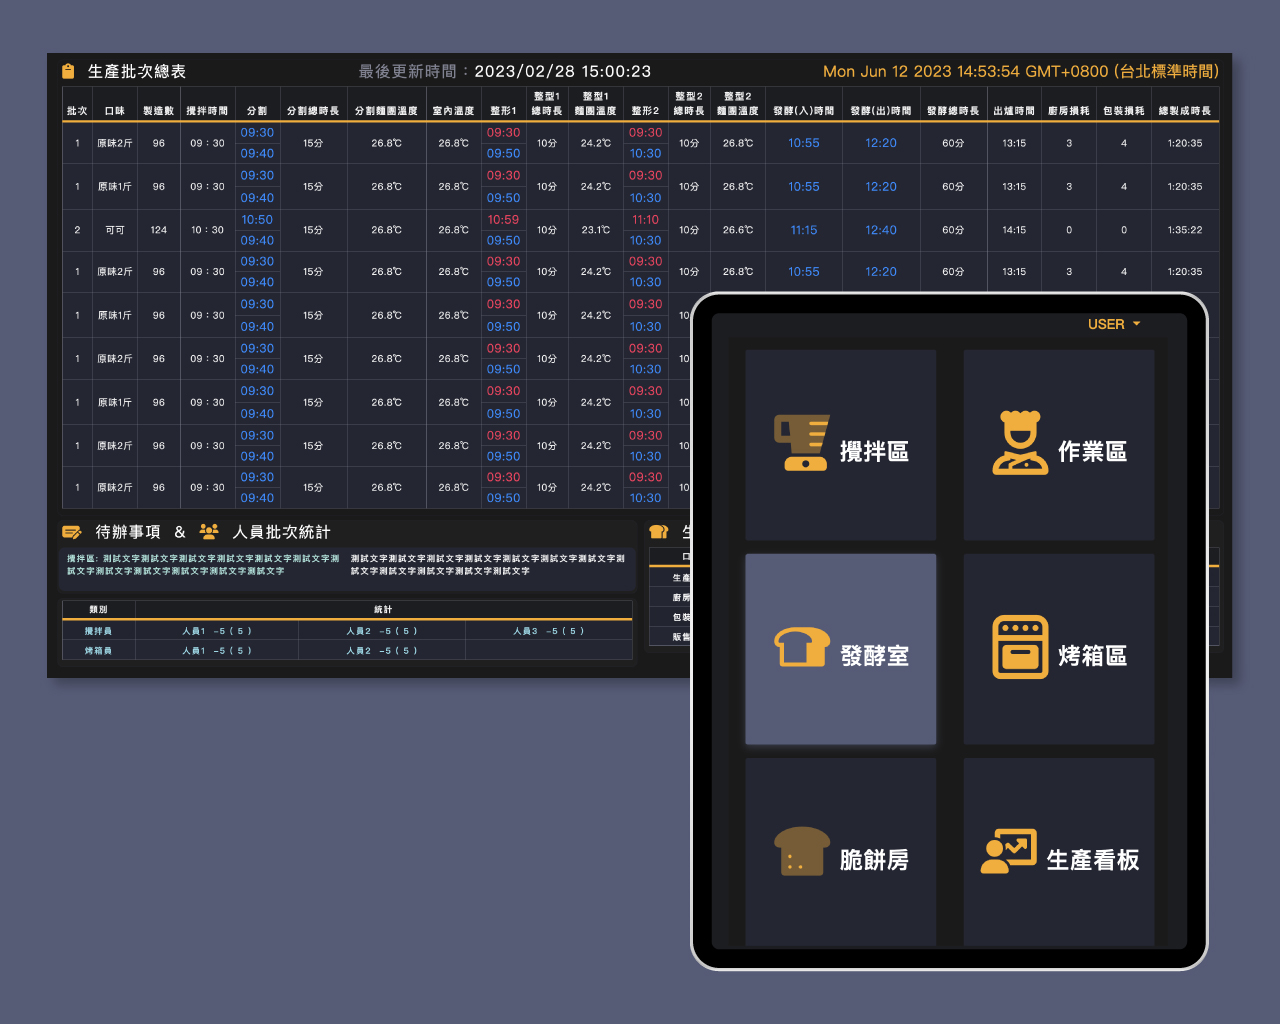 生產批次總表 最後更新時間：2023/02/28 15:00:23 Mon Jun 12 2023 14:53:54 GMT+0800 (台北標準時間)
批次 口味 製造數 攪拌時間 分割 分割總時長 分割麵團溫度 室內溫度 整形1 整型1總時長 整型1麵團溫度 整形2 整型2總時長 整型2麵團溫度 發酵(入)時間 發酵(出)時間 發酵總時長 出爐時間 廚房損耗 包裝損耗 總製成時長
1 原味2斤 96 09：30 09:30 09:40 15分 26.8℃ 26.8℃ 09:30 09:50 10分 24.2℃ 09:30 10:30 10分 26.8℃ 10:55 12:20 60分 13:15 3 4 1:20:35
1 原味1斤 96 09：30 09:30 09:40 15分 26.8℃ 26.8℃ 09:30 09:50 10分 24.2℃ 09:30 10:30 10分 26.8℃ 10:55 12:20 60分 13:15 3 4 1:20:35
2 可可 124 10：30 10:50 09:40 15分 26.8℃ 26.8℃ 10:59 09:50 10分 23.1℃ 11:10 10:30 10分 26.6℃ 11:15 12:40 60分 14:15 0 0 1:35:22
1 原味2斤 96 09：30 09:30 09:40 15分 26.8℃ 26.8℃ 09:30 09:50 10分 24.2℃ 09:30 10:30 10分 26.8℃ 10:55 12:20 60分 13:15 3 4 1:20:35
1 原味1斤 96 09：30 09:30 09:40 15分 26.8℃ 26.8℃ 09:30 09:50 10分 24.2℃ 09:30 10:30 10
1 原味2斤 96 09：30 09:30 09:40 15分 26.8℃ 26.8℃ 09:30 09:50 10分 24.2℃ 09:30 10:30 10
1 原味1斤 96 09：30 09:30 09:40 15分 26.8℃ 26.8℃ 09:30 09:50 10分 24.2℃ 09:30 10:30 10
1 原味2斤 96 09：30 09:30 09:40 15分 26.8℃ 26.8℃ 09:30 09:50 10分 24.2℃ 09:30 10:30 10
1 原味2斤 96 09：30 09:30 09:40 15分 26.8℃ 26.8℃ 09:30 09:50 10分 24.2℃ 09:30 10:30 10
待辦事項 & 人員批次統計
攪拌區: 測試文字測試文字測試文字測試文字測試文字測試文字測
試文字測試文字測試文字測試文字測試文字測試文字
測試文字測試文字測試文字測試文字測試文字測試文字測試文字測
試文字測試文字測試文字測試文字測試文字
類別 統計
攪拌員 人員1 -5 ( 5 ) 人員2 -5 ( 5 ) 人員3 -5 ( 5 )
烤箱員 人員1 -5 ( 5 ) 人員2 -5 ( 5 )
生
口
生產
廚房
包裝
販售
USER
攪拌區
作業區
發酵室
烤箱區
脆餅房
生產看板